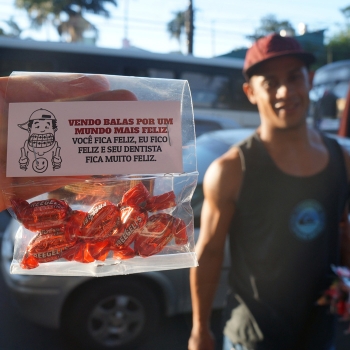 VENDO BALAS POR UM
MUNDO MAIS FELIZ
VOCÊ FICA FELIZ, EU FICO
FELIZ E SEU DENTISTA
FICA MUITO FELIZ.